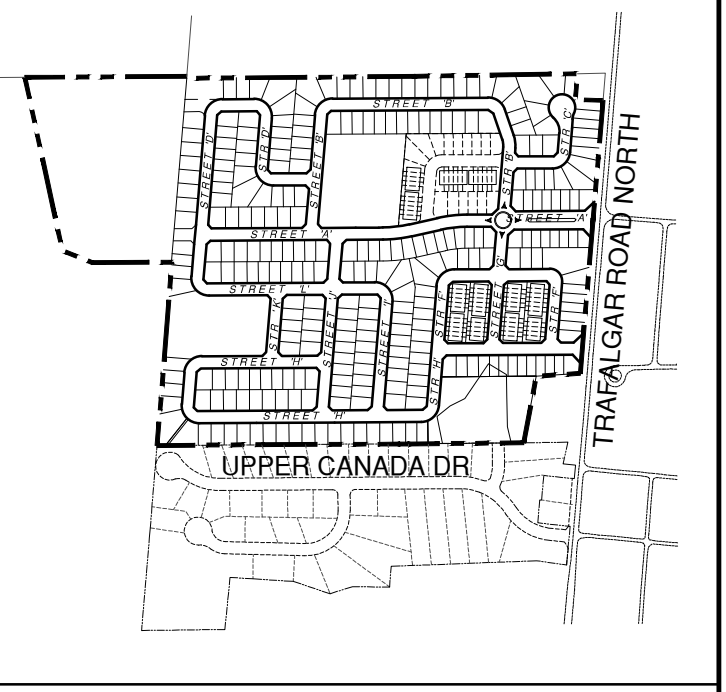 STREET 'B'
STREET 'D'
STR 'D'
STREET 'B'
STR 'C'
STR 'B'
STREET 'A'
STREET 'A'
STREET 'G'
STREET 'L'
STR 'K'
STREET 'J'
STREET 'I'
STR 'F'
STREET 'F'
STREET 'H'
STR 'H'
STREET 'H'
TRAFALGAR ROAD NORTH
UPPER CANADA DR